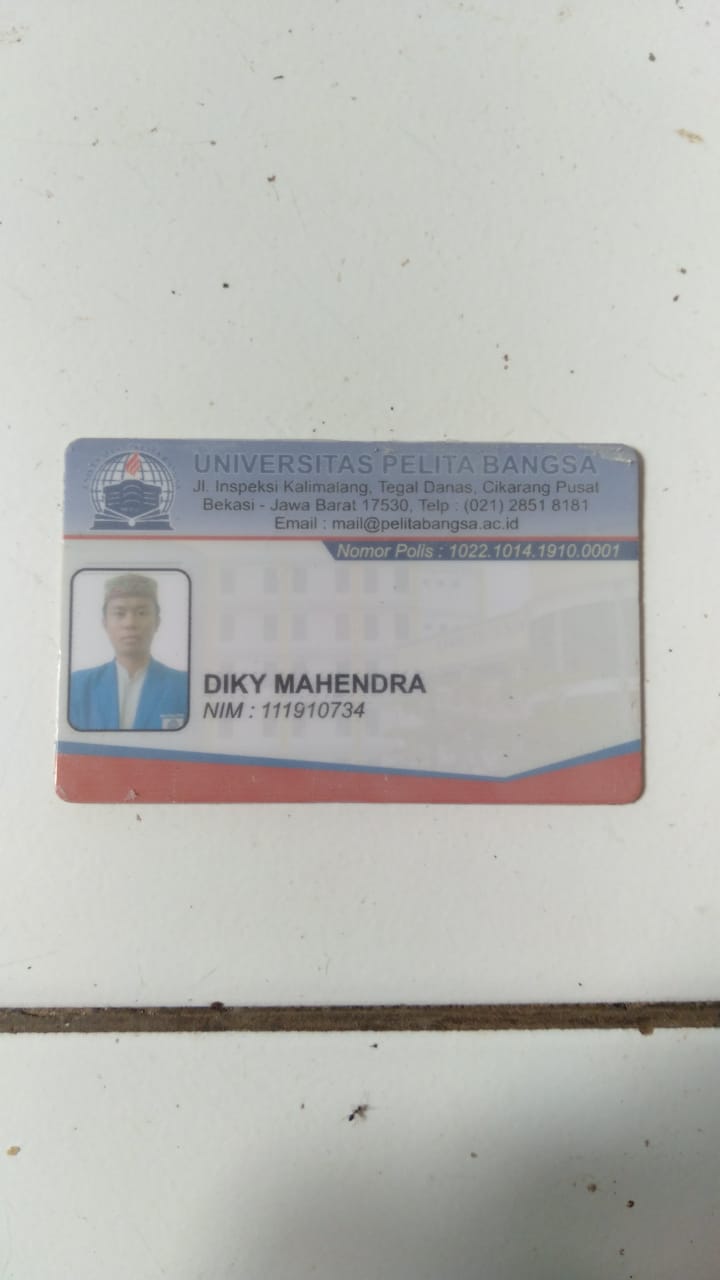 UNIVERSITAS PELITA BANGSA
Jl. Inspeksi Kalimalang, Tegal Danas, Cikarang Pusat
Bekasi - Jawa Barat 17530, Telp : (021) 2851 8181
Email : mail@pelitabangsa.ac.id
Nomor Polis : 1022.1014.1910.0001
DIKY MAHENDRA
NIM : 111910734